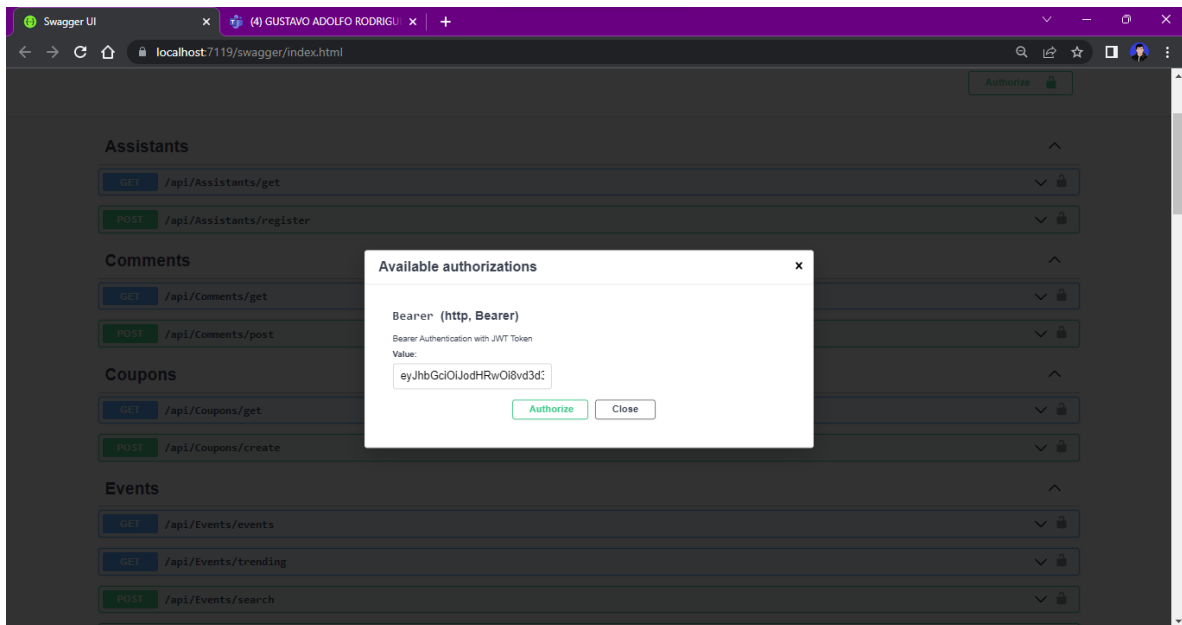 Swagger UI
(4) GUSTAVO ADOLFO RODRIGU
localhost:7119/swagger/index.html
Authorize
Assistants
GET /api/Assistants/get
POST /api/Assistants/register
Comments
GET /api/Comments/get
POST /api/Comments/post
Coupons
GET /api/Coupons/get
POST /api/Coupons/create
Events
GET /api/Events/events
GET /api/Events/trending
POST /api/Events/search
Available authorizations
Bearer (http, Bearer)
Bearer Authentication with JWT Token
Value:
eyJhbGciOiJodHRwOi8vd3d3
Authorize Close